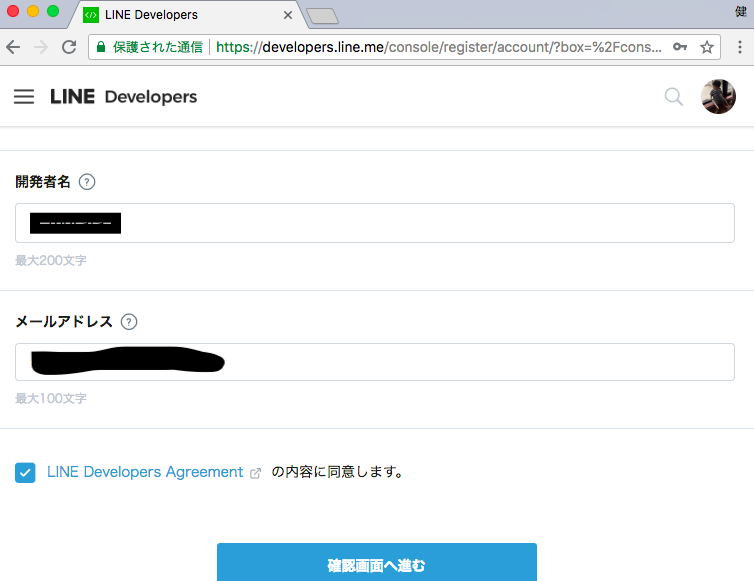 LINE Developers
健
保護された通信 https://developers.line.me/console/register/account/?box=%2Fcons...
LINE Developers
開発者名 ?
最大200文字
メールアドレス ?
最大100文字
LINE Developers Agreement の内容に同意します。
確認画面へ進む